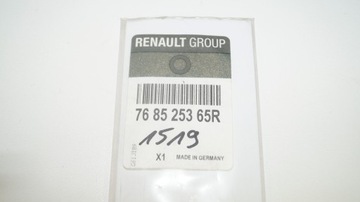 RENAULT GROUP
76 85 253 65R
1519
X1 MADE IN GERMANY